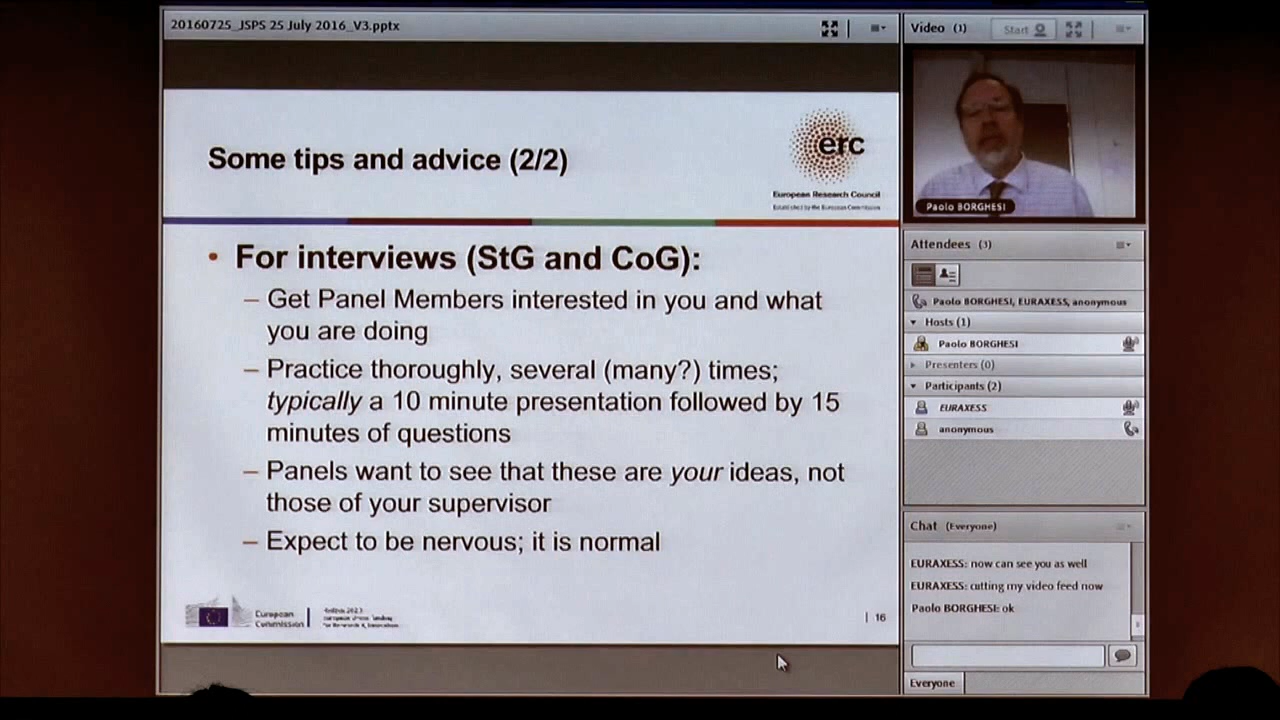 20160725_JSPS 25 July 2016_V3.pptx
Some tips and advice (2/2)
erc
European Research Council
Established by the European Commission
• For interviews (StG and CoG):
– Get Panel Members interested in you and what
you are doing
– Practice thoroughly, several (many?) times;
typically a 10 minute presentation followed by 15
minutes of questions
– Panels want to see that these are your ideas, not
those of your supervisor
– Expect to be nervous; it is normal
European
Commission
| 16
Video (1)
Start
Paolo BORGHESI
Attendees (3)
Paolo BORGHESI, EURAXESS, anonymous
Hosts (1)
Paolo BORGHESI
Presenters (0)
Participants (2)
EURAXESS
anonymous
Chat (Everyone)
EURAXESS: now can see you as well
EURAXESS: cutting my video feed now
Paolo BORGHESI: ok
Everyone